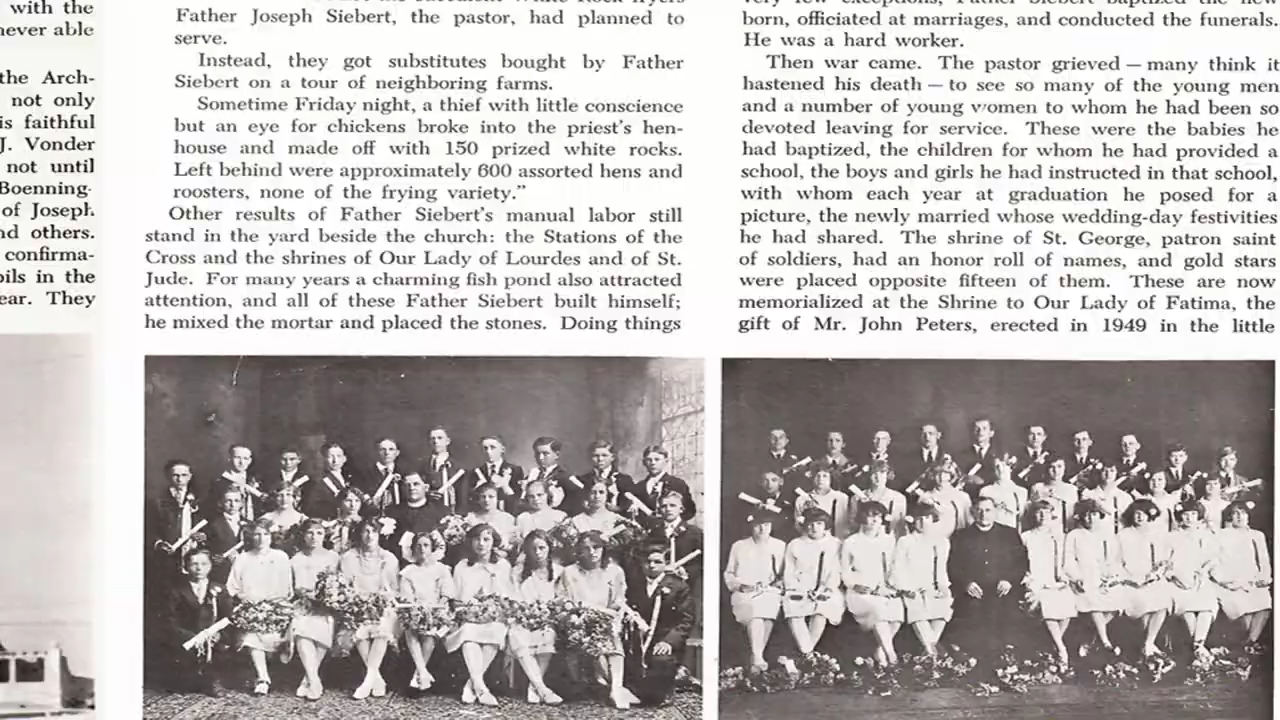 with the
never able
the Arch-
not only
is faithful
J. Vonder
not until
Boenning-
of Joseph
nd others.
confirma-
oils in the
ear. They
Father Joseph Siebert, the pastor, had planned to
serve.
Instead, they got substitutes bought by Father
Siebert on a tour of neighboring farms.
Sometime Friday night, a thief with little conscience
but an eye for chickens broke into the priest's hen-
house and made off with 150 prized white rocks.
Left behind were approximately 600 assorted hens and
roosters, none of the frying variety."
Other results of Father Siebert's manual labor still
stand in the yard beside the church: the Stations of the
Cross and the shrines of Our Lady of Lourdes and of St.
Jude. For many years a charming fish pond also attracted
attention, and all of these Father Siebert built himself;
he mixed the mortar and placed the stones. Doing things
very few exceptions, Father Siebert baptized the new
born, officiated at marriages, and conducted the funerals.
He was a hard worker.
Then war came. The pastor grieved — many think it
hastened his death — to see so many of the young men
and a number of young women to whom he had been so
devoted leaving for service. These were the babies he
had baptized, the children for whom he had provided a
school, the boys and girls he had instructed in that school,
with whom each year at graduation he posed for a
picture, the newly married whose wedding-day festivities
he had shared. The shrine of St. George, patron saint
of soldiers, had an honor roll of names, and gold stars
were placed opposite fifteen of them. These are now
memorialized at the Shrine to Our Lady of Fatima, the
gift of Mr. John Peters, erected in 1949 in the little